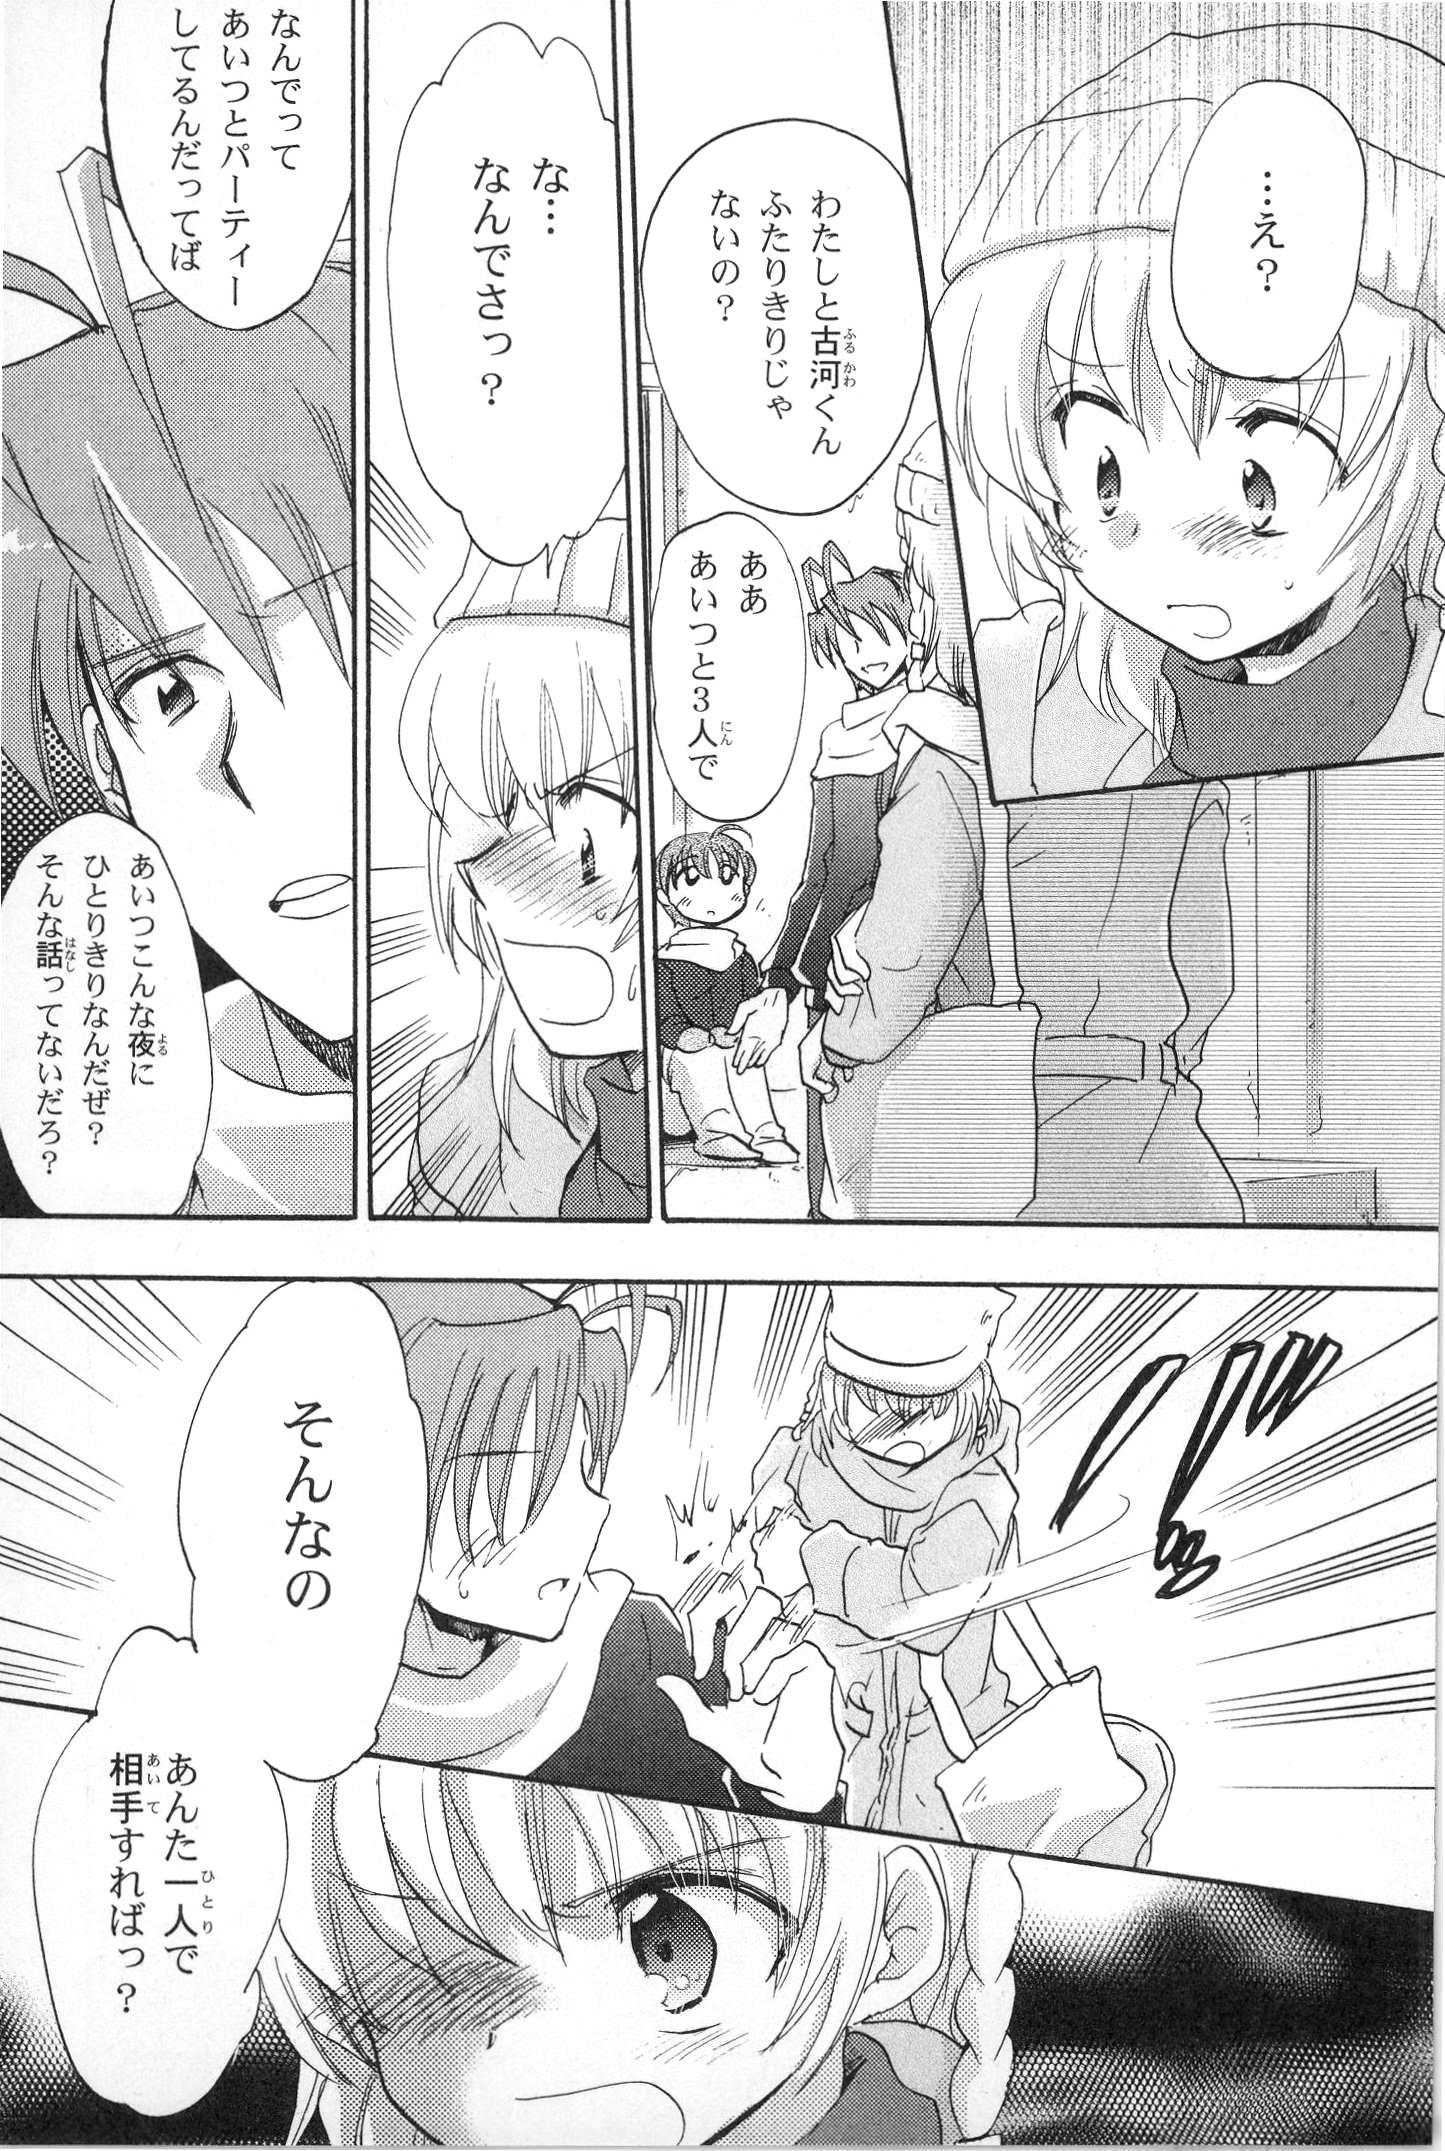 …え？
わたしと古河くん
ふたりきりじゃ
ないの？
ああ
あいつと3人で
な…
なんでさっ？
なんでって
あいつとパーティー
してるんだってば
あいつこんな夜に
ひとりきりなんだぜ？
そんな話ってないだろ？
バッ
そんなの
あんた一人で
相手すればっ？